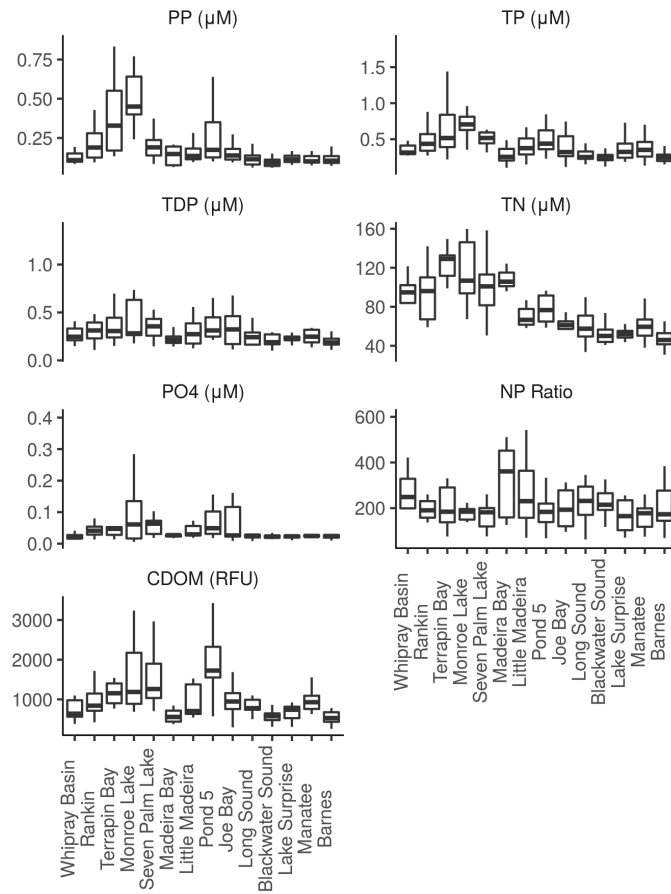 PP (µM)
0.75
0.50
0.25
TP (µM)
1.5
1.0
0.5
TDP (µM)
1.0
0.5
0.0
TN (µM)
160
120
80
40
PO4 (µM)
0.4
0.3
0.2
0.1
0.0
NP Ratio
600
400
200
Whipray Basin
Rankin
Terrapin Bay
Monroe Lake
Seven Palm Lake
Madeira Bay
Little Madeira
Pond 5
Joe Bay
Long Sound
Blackwater Sound
Lake Surprise
Manatee
Barnes
CDOM (RFU)
3000
2000
1000
Whipray Basin
Rankin
Terrapin Bay
Monroe Lake
Seven Palm Lake
Madeira Bay
Little Madeira
Pond 5
Joe Bay
Long Sound
Blackwater Sound
Lake Surprise
Manatee
Barnes